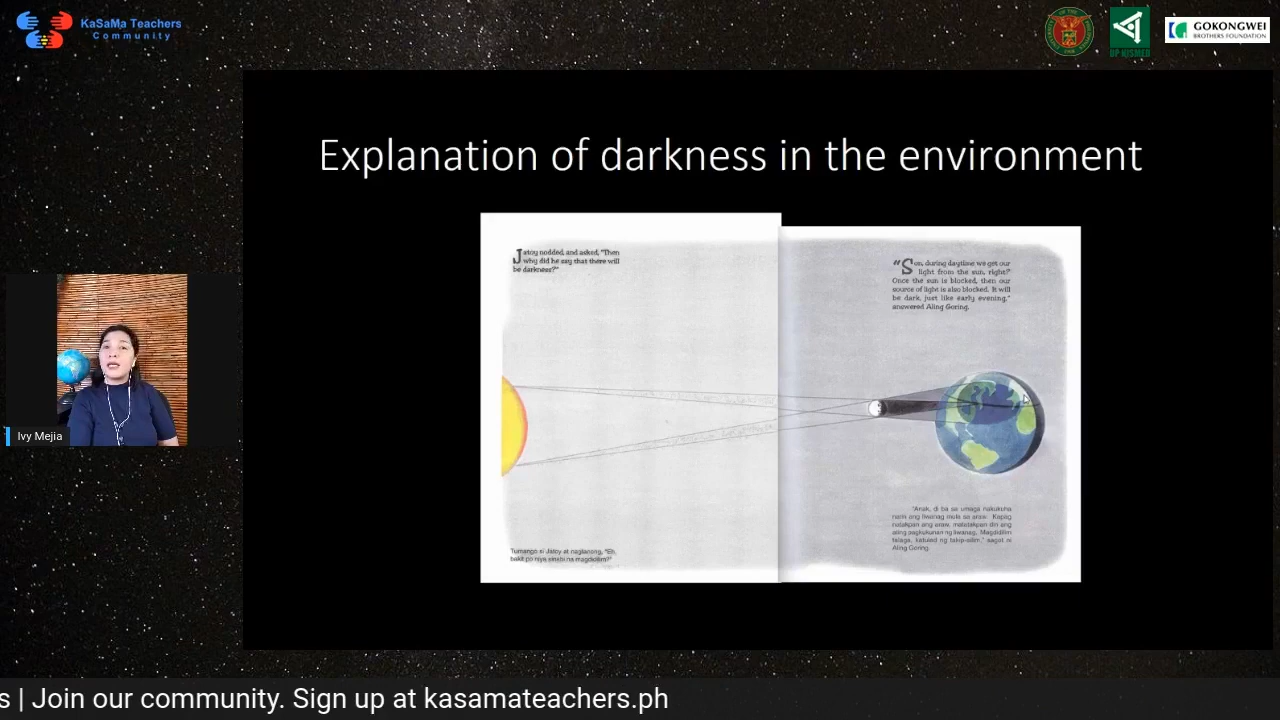 KaSaMa Teachers
Community
GOKONGWEI
BROTHERS FOUNDATION
UP NISMED
Explanation of darkness in the environment
Jatoy nodded, and asked, "Then
why did he say that there will
be darkness?"
"Son, during daytime we get our
light from the sun, right?
Once the sun is blocked, then our
source of light is also blocked. It will
be dark, just like early evening,"
answered Aling Goring.
Ivy Mejia
"Anak, di ba sa umaga nakukuha
natin ang liwanag mula sa araw. Kapag
natakpan ang araw, matatakpan din ang
ating pagkukunan ng liwanag. Magdidilim
talaga, katulad ng takip-silim," sagot ni
Aling Goring.
Tumango si Jatoy at nagtanong, "Eh,
bakit po niya sinabi na magdidilim?"
s | Join our community. Sign up at kasamateachers.ph